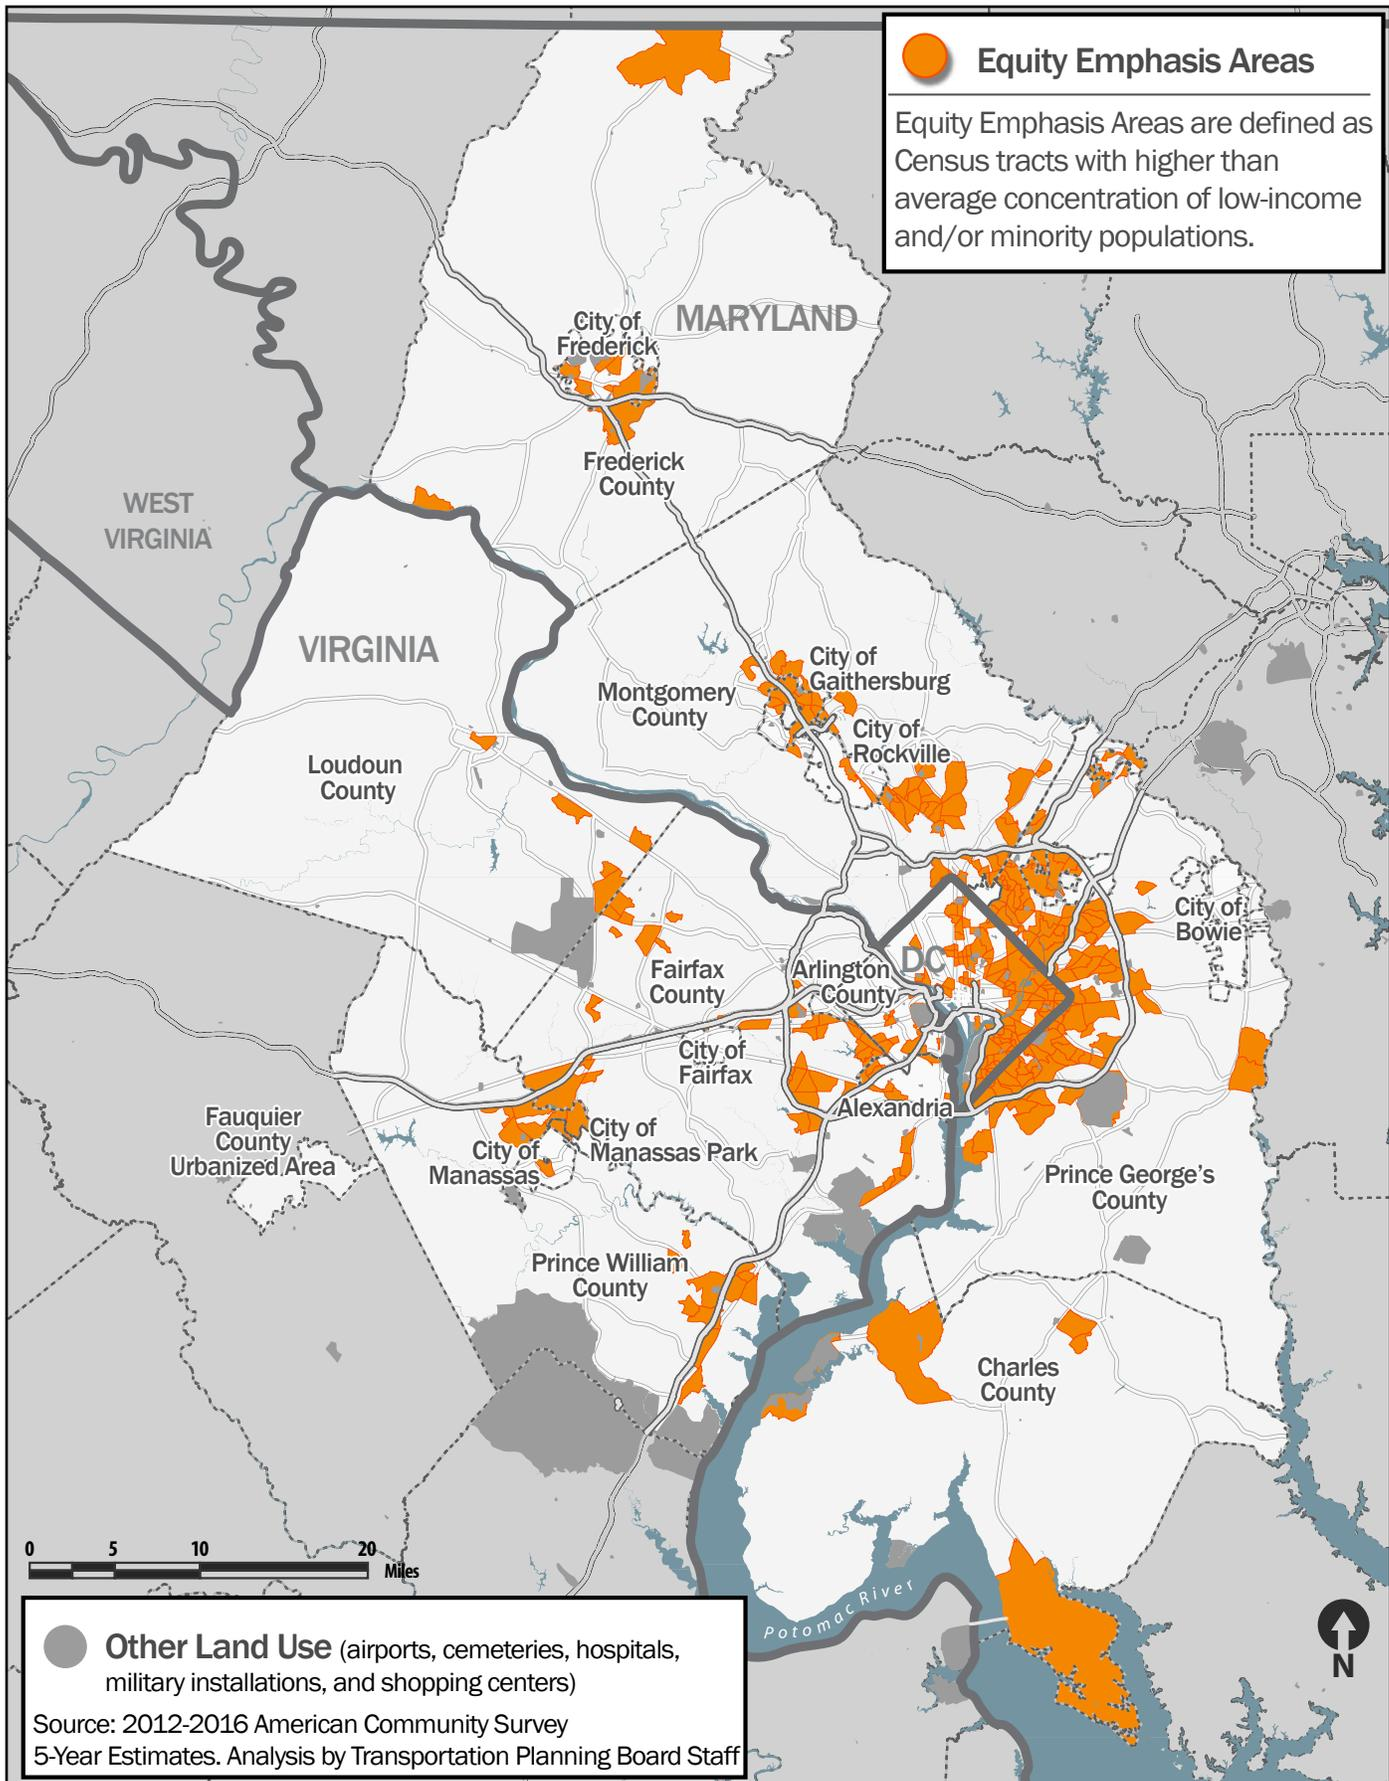 Equity Emphasis Areas
Equity Emphasis Areas are defined as
Census tracts with higher than
average concentration of low-income
and/or minority populations.
City of
Frederick
MARYLAND
Frederick
County
WEST
VIRGINIA
VIRGINIA
City of
Gaithersburg
Montgomery
County
City of
Rockville
Loudoun
County
City of
Bowie
DC
Arlington
County
Fairfax
County
City of
Fairfax
Alexandria
Fauquier
County
Urbanized Area
City of
Manassas Park
City of
Manassas
Prince George's
County
Prince William
County
Charles
County
0 5 10 20
Miles
Potomac River
N
Other Land Use (airports, cemeteries, hospitals,
military installations, and shopping centers)
Source: 2012-2016 American Community Survey
5-Year Estimates. Analysis by Transportation Planning Board Staff